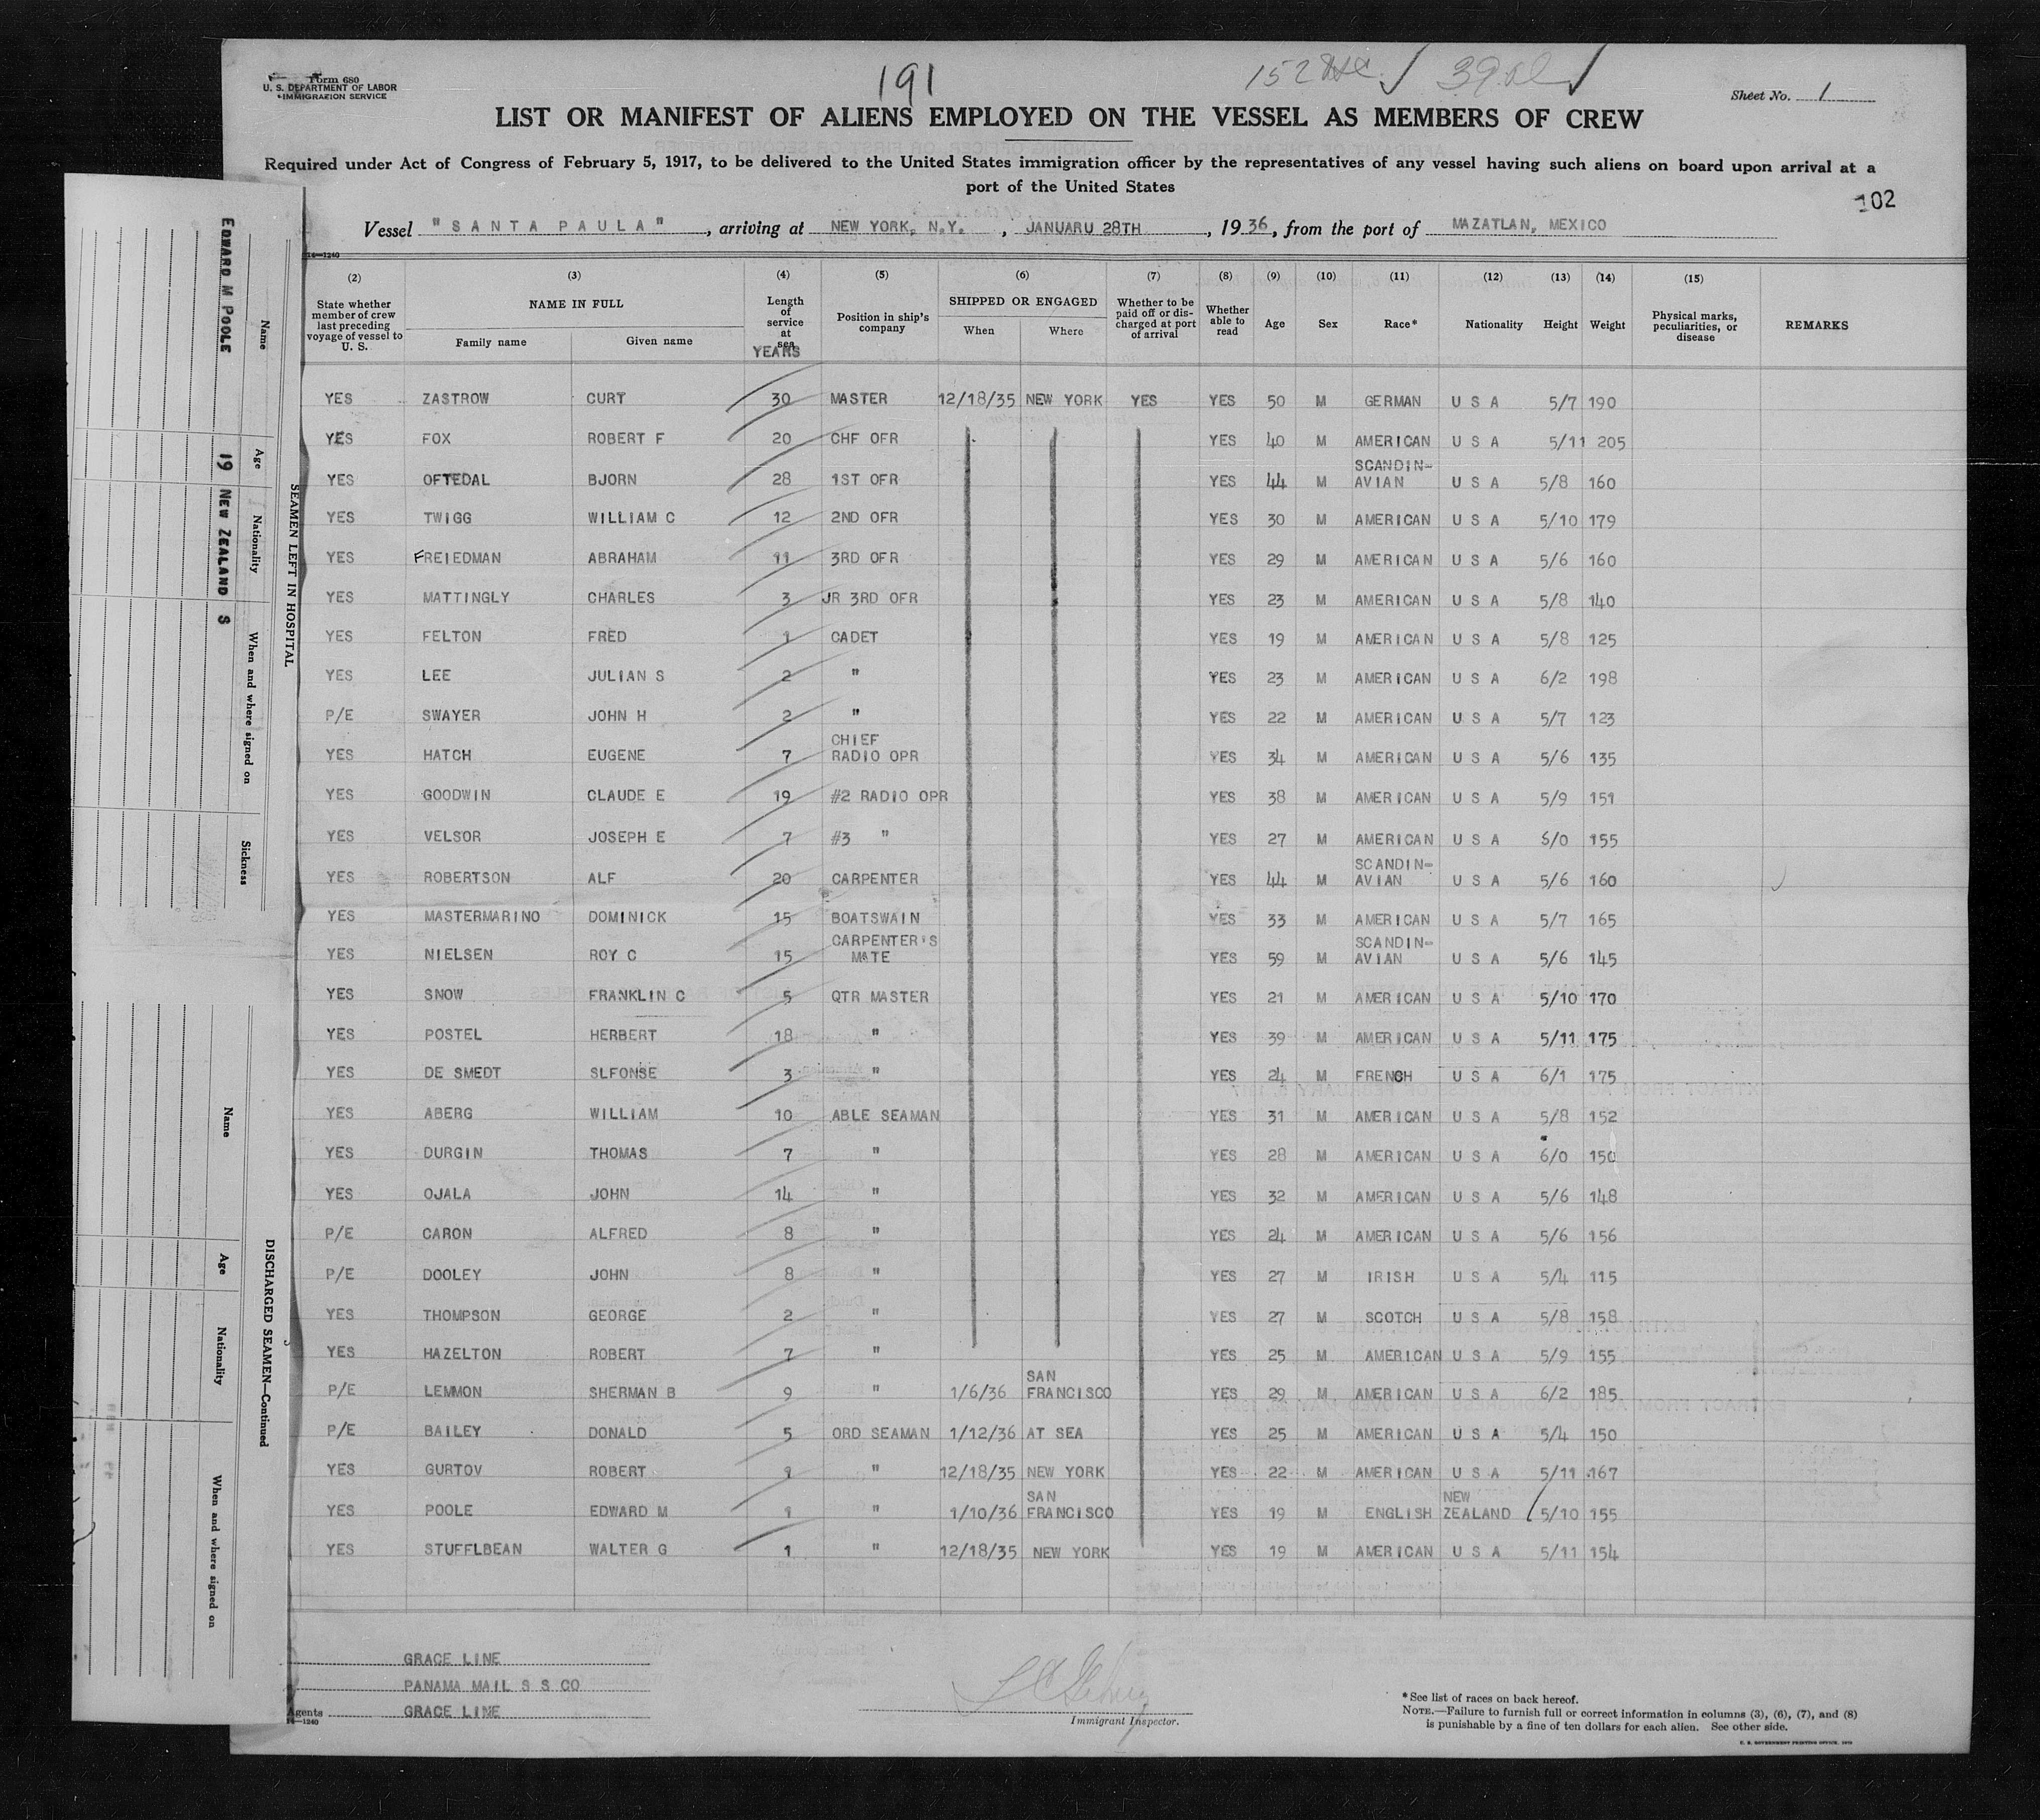 Form 680
U. S. DEPARTMENT OF LABOR
IMMIGRATION SERVICE
191
152
39
Sheet No. 1
LIST OR MANIFEST OF ALIENS EMPLOYED ON THE VESSEL AS MEMBERS OF CREW
Required under Act of Congress of February 5, 1917, to be delivered to the United States immigration officer by the representatives of any vessel having such aliens on board upon arrival at a
port of the United States
102
Vessel "SANTA PAULA", arriving at NEW YORK, N.Y., JANUARU 28TH, 1936, from the port of MAZATLAN, MEXICO
14—1240
(2) (3) (4) (5) (6) (7) (8) (9) (10) (11) (12) (13) (14) (15)
State whether member of crew last preceding voyage of vessel to U. S.
NAME IN FULL
Family name
Given name
Length of service at sea
YEARS
Position in ship's company
SHIPPED OR ENGAGED
When
Where
Whether to be paid off or discharged at port of arrival
Whether able to read
Age
Sex
Race*
Nationality
Height
Weight
Physical marks, peculiarities, or disease
REMARKS
YES ZASTROW CURT 30 MASTER 12/18/35 NEW YORK YES YES 50 M GERMAN U S A 5/7 190
YES FOX ROBERT F 20 CHF OFR YES 40 M AMERICAN U S A 5/11 205
YES OFTEDAL BJORN 28 1ST OFR YES 44 M SCANDIN-AVIAN U S A 5/8 160
YES TWIGG WILLIAM C 12 2ND OFR YES 30 M AMERICAN U S A 5/10 179
YES FREIEDMAN ABRAHAM 11 3RD OFR YES 29 M AMERICAN U S A 5/6 160
YES MATTINGLY CHARLES 3 JR 3RD OFR YES 23 M AMERICAN U S A 5/8 140
YES FELTON FRED 1 CADET YES 19 M AMERICAN U S A 5/8 125
YES LEE JULIAN S 2 " YES 23 M AMERICAN U S A 6/2 198
P/E SWAYER JOHN H 2 " YES 22 M AMERICAN U S A 5/7 123
YES HATCH EUGENE 7 CHIEF RADIO OPR YES 34 M AMERICAN U S A 5/6 135
YES GOODWIN CLAUDE E 19 #2 RADIO OPR YES 38 M AMERICAN U S A 5/9 151
YES VELSOR JOSEPH E 7 #3 " YES 27 M AMERICAN U S A 6/0 155
YES ROBERTSON ALF 20 CARPENTER YES 44 M SCANDIN-AVIAN U S A 5/6 160
YES MASTERMARINO DOMINICK 15 BOATSWAIN YES 33 M AMERICAN U S A 5/7 165
YES NIELSEN ROY C 15 CARPENTER'S MATE YES 59 M SCANDIN-AVIAN U S A 5/6 145
YES SNOW FRANKLIN C 5 QTR MASTER YES 21 M AMERICAN U S A 5/10 170
YES POSTEL HERBERT 18 " YES 39 M AMERICAN U S A 5/11 175
YES DE SMEDT SLFONSE 3 " YES 24 M FRENCH U S A 6/1 175
YES ABERG WILLIAM 10 ABLE SEAMAN YES 31 M AMERICAN U S A 5/8 152
YES DURGIN THOMAS 7 " YES 28 M AMERICAN U S A 6/0 150
YES OJALA JOHN 14 " YES 32 M AMERICAN U S A 5/6 148
P/E CARON ALFRED 8 " YES 24 M AMERICAN U S A 5/6 156
P/E DOOLEY JOHN 8 " YES 27 M IRISH U S A 5/4 115
YES THOMPSON GEORGE 2 " YES 27 M SCOTCH U S A 5/8 158
YES HAZELTON ROBERT 7 " YES 25 M AMERICAN U S A 5/9 155
P/E LEMMON SHERMAN B 9 " 1/6/36 SAN FRANCISCO YES 29 M AMERICAN U S A 6/2 185
P/E BAILEY DONALD 5 ORD SEAMAN 1/12/36 AT SEA YES 25 M AMERICAN U S A 5/4 150
YES GURTOV ROBERT 1 " 12/18/35 NEW YORK YES 22 M AMERICAN U S A 5/11 167
YES POOLE EDWARD M 1 " 1/10/36 SAN FRANCISCO YES 19 M ENGLISH NEW ZEALAND 5/10 155
YES STUFFLBEAN WALTER G 1 " 12/18/35 NEW YORK YES 19 M AMERICAN U S A 5/11 154
GRACE LINE
PANAMA MAIL S S CO
Agents GRACE LINE
14—1240
Immigrant Inspector.
*See list of races on back hereof.
NOTE.—Failure to furnish full or correct information in columns (3), (6), (7), and (8)
is punishable by a fine of ten dollars for each alien. See other side.
U. S. GOVERNMENT PRINTING OFFICE
SEAMEN LEFT IN HOSPITAL
Name Age Nationality When and where signed on Sickness
EDWARD M POOLE 19 NEW ZEALAND S
DISCHARGED SEAMEN—Continued
Name Age Nationality When and where signed on